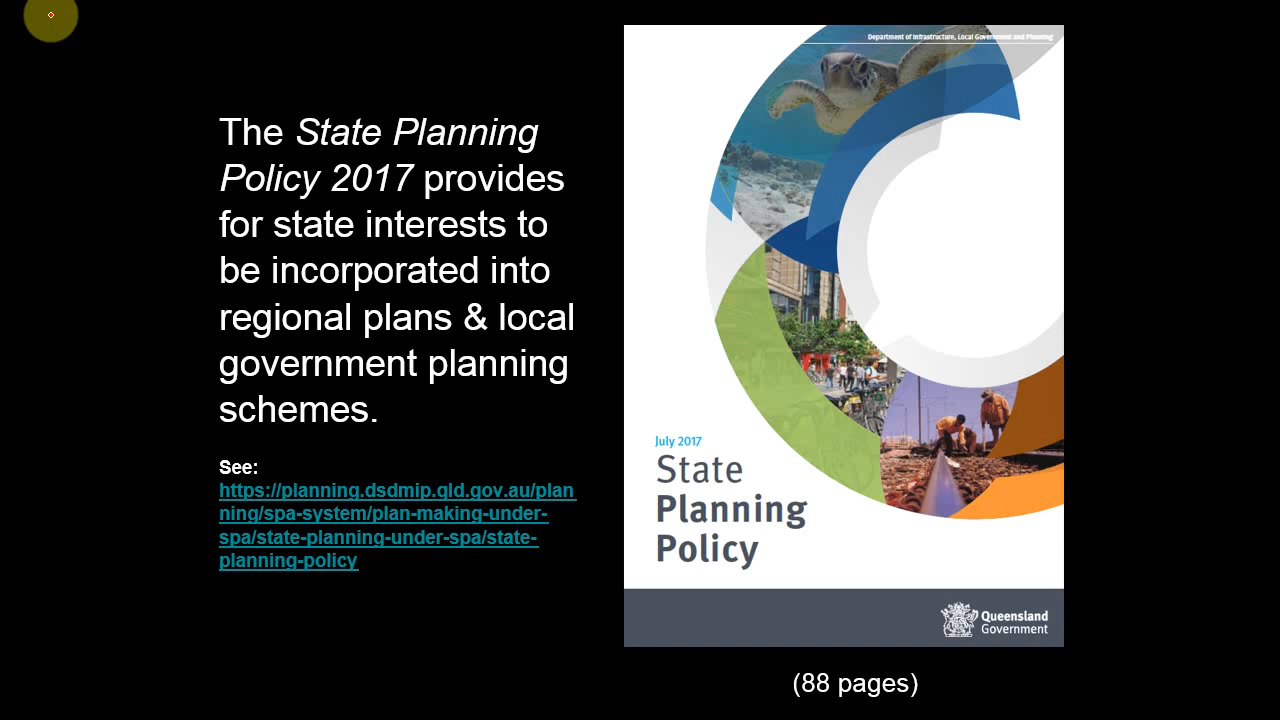 The State Planning
Policy 2017 provides
for state interests to
be incorporated into
regional plans & local
government planning
schemes.
See:
https://planning.dsdmip.qld.gov.au/plan
ning/spa-system/plan-making-under-
spa/state-planning-under-spa/state-
planning-policy
Department of Infrastructure, Local Government and Planning
July 2017
State
Planning
Policy
Queensland
Government
(88 pages)